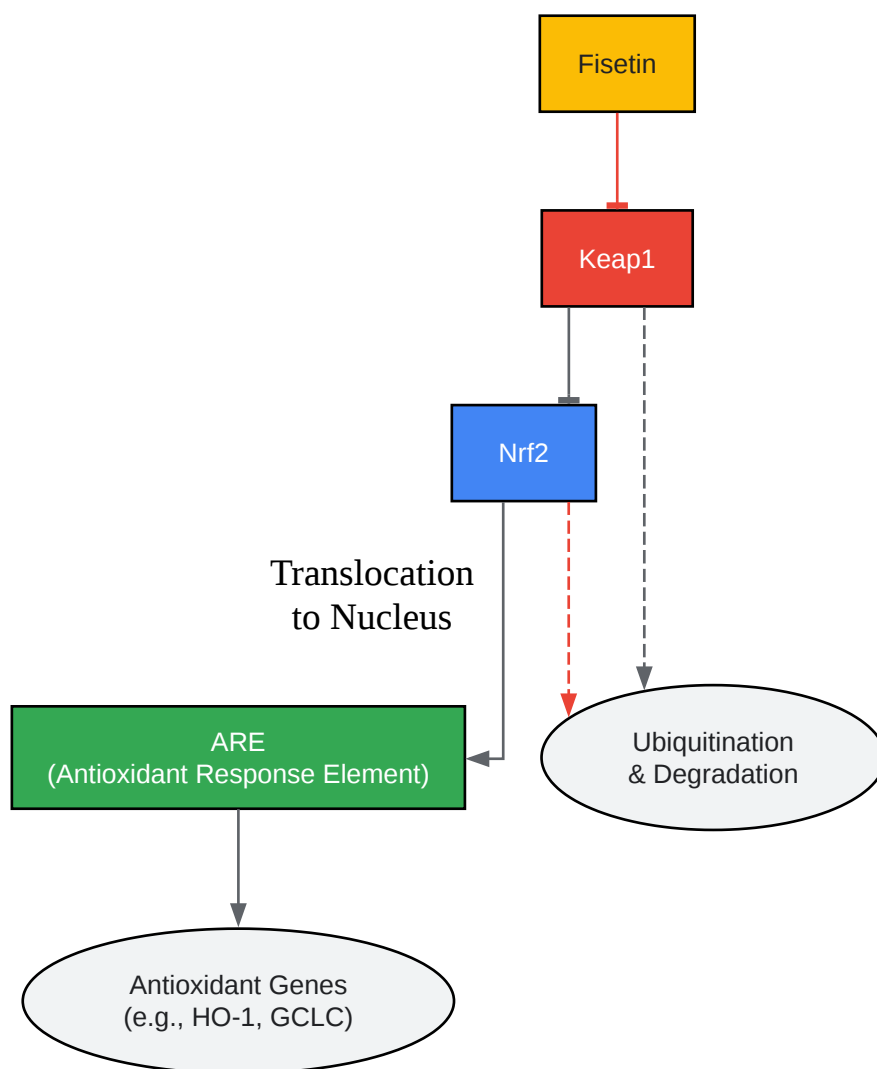 Fisetin
Keap1
Nrf2
Translocation
to Nucleus
ARE
(Antioxidant Response Element)
Ubiquitination
& Degradation
Antioxidant Genes
(e.g., HO-1, GCLC)